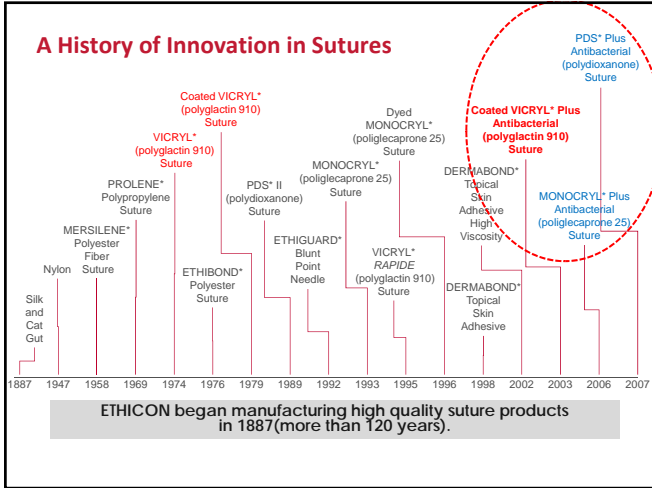 A History of Innovation in Sutures
Silk
and
Cat
Gut
Nylon
MERSILENE*
Polyester
Fiber
Suture
PROLENE*
Polypropylene
Suture
VICRYL*
(polyglactin 910)
Suture
ETHIBOND*
Polyester
Suture
Coated VICRYL*
(polyglactin 910)
Suture
PDS* II
(polydioxanone)
Suture
ETHIGUARD*
Blunt
Point
Needle
MONOCRYL*
(poliglecaprone 25)
Suture
VICRYL*
RAPIDE
(polyglactin 910)
Suture
Dyed
MONOCRYL*
(poliglecaprone 25)
Suture
DERMABOND*
Topical
Skin
Adhesive
DERMABOND*
Topical
Skin
Adhesive
High
Viscosity
Coated VICRYL* Plus
Antibacterial
(polyglactin 910)
Suture
MONOCRYL* Plus
Antibacterial
(poliglecaprone 25)
Suture
PDS* Plus
Antibacterial
(polydioxanone)
Suture
1887 1947 1958 1969 1974 1976 1979 1989 1992 1993 1995 1996 1998 2002 2003 2006 2007
ETHICON began manufacturing high quality suture products
in 1887(more than 120 years).